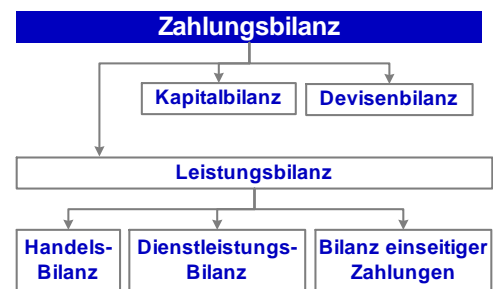 Zahlungsbilanz
Kapitalbilanz
Devisenbilanz
Leistungsbilanz
Handels-
Bilanz
Dienstleistungs-
Bilanz
Bilanz einseitiger
Zahlungen